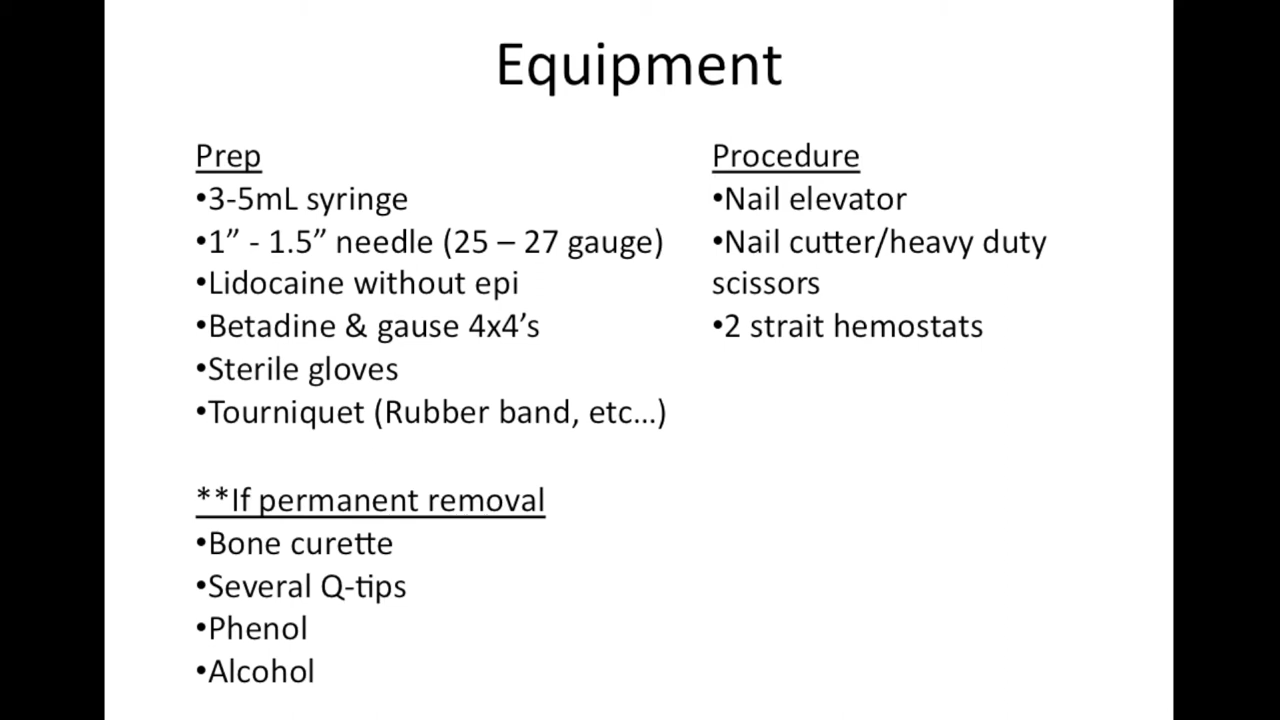 Equipment
Prep
•3-5mL syringe
•1” - 1.5” needle (25 – 27 gauge)
•Lidocaine without epi
•Betadine & gause 4x4’s
•Sterile gloves
•Tourniquet (Rubber band, etc…)
**If permanent removal
•Bone curette
•Several Q-tips
•Phenol
•Alcohol
Procedure
•Nail elevator
•Nail cutter/heavy duty
scissors
•2 strait hemostats